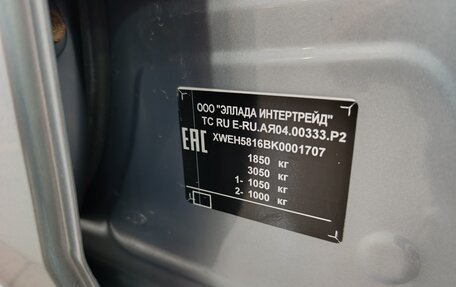 ООО "ЭЛЛАДА ИНТЕРТРЕЙД"
ТС RU E-RU.АЯ04.00333.Р2
EAC
XWEH5816BK0001707
1850 кг
3050 кг
1- 1050 кг
2- 1000 кг